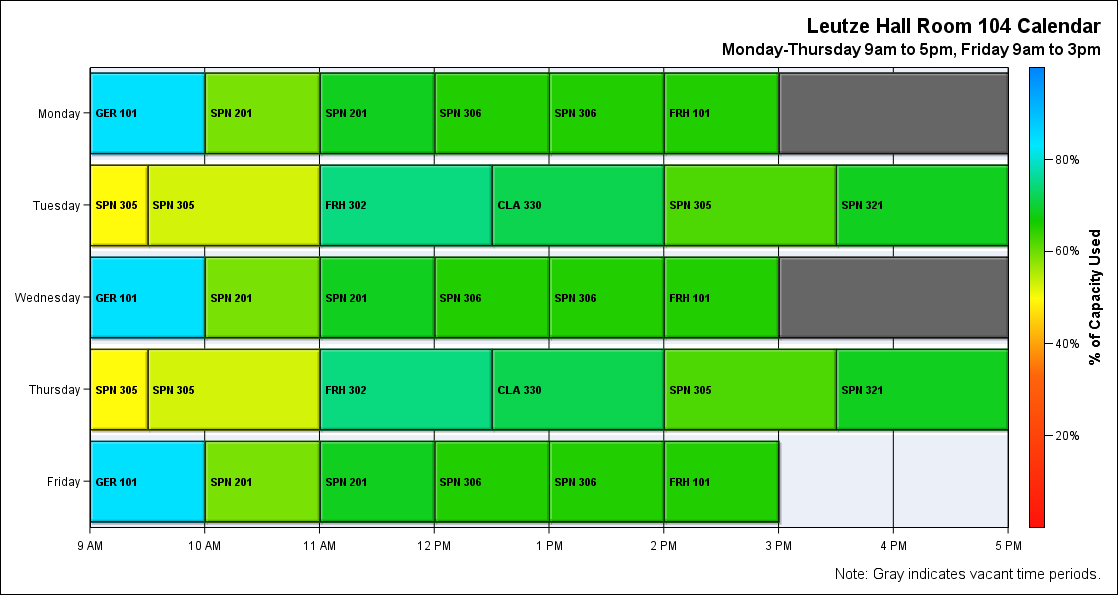 Leutze Hall Room 104 Calendar
Monday-Thursday 9am to 5pm, Friday 9am to 3pm
Monday GER 101 SPN 201 SPN 201 SPN 306 SPN 306 FRH 101
Tuesday SPN 305 SPN 305 FRH 302 CLA 330 SPN 305 SPN 321
Wednesday GER 101 SPN 201 SPN 201 SPN 306 SPN 306 FRH 101
Thursday SPN 305 SPN 305 FRH 302 CLA 330 SPN 305 SPN 321
Friday GER 101 SPN 201 SPN 201 SPN 306 SPN 306 FRH 101
9 AM 10 AM 11 AM 12 PM 1 PM 2 PM 3 PM 4 PM 5 PM
80%
60%
40%
20%
% of Capacity Used
Note: Gray indicates vacant time periods.